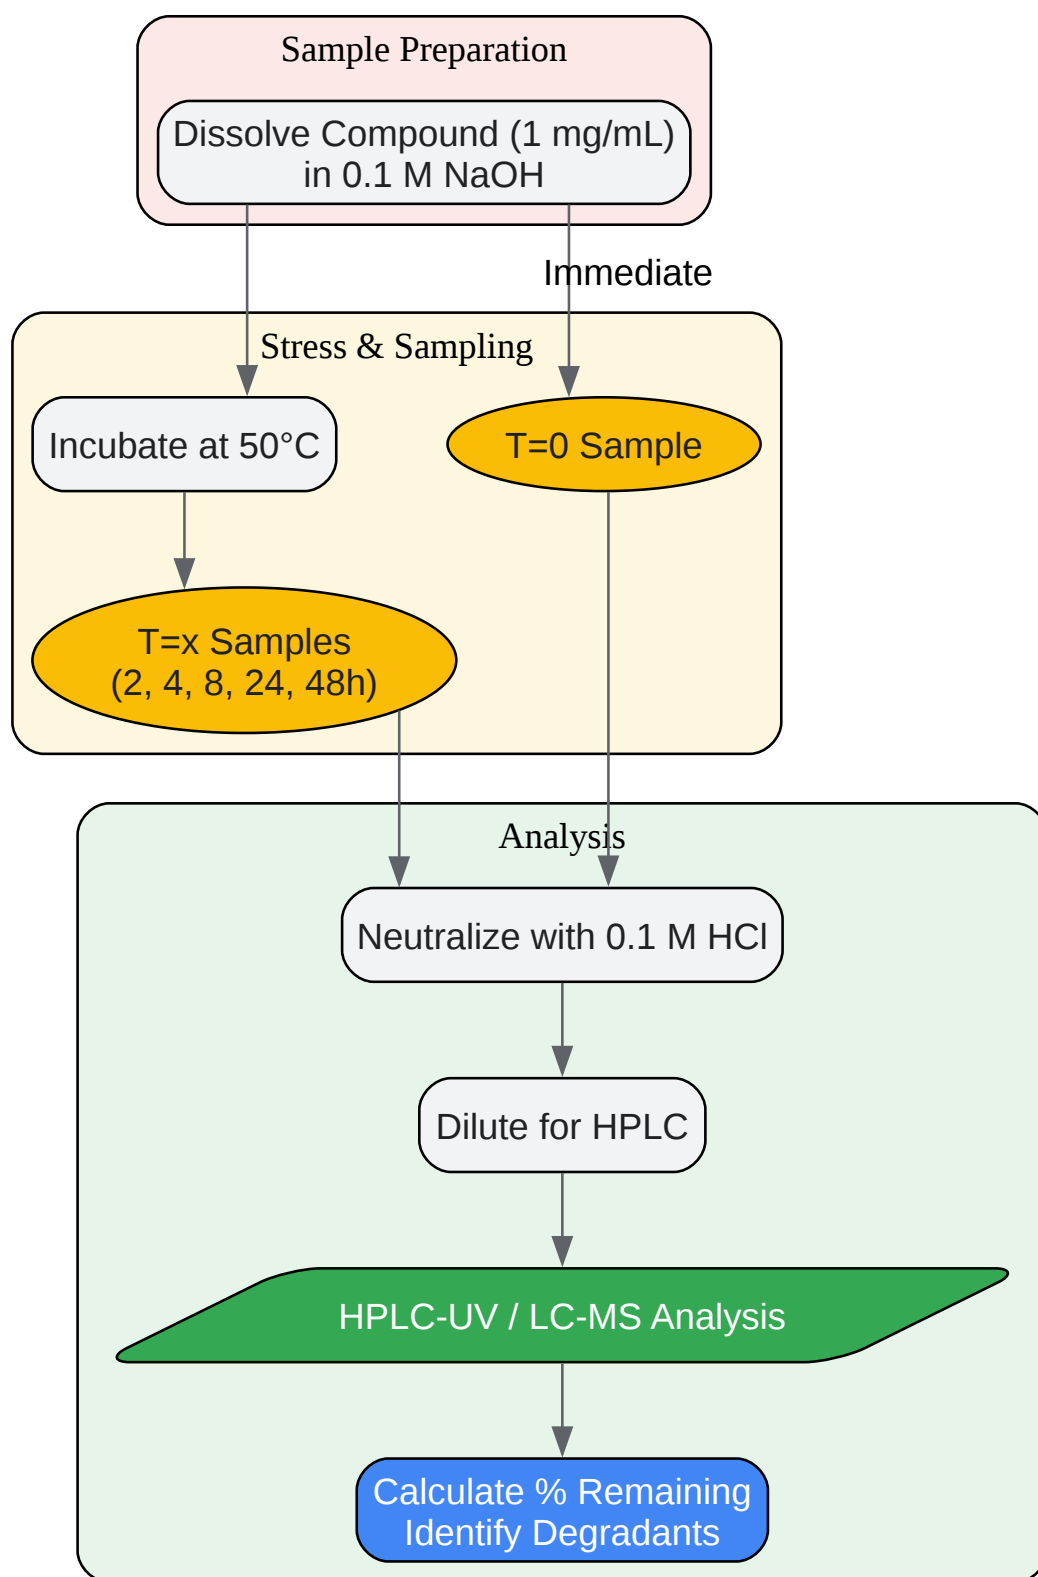 Sample Preparation
Dissolve Compound (1 mg/mL)
in 0.1 M NaOH
Immediate
Stress & Sampling
Incubate at 50°C
T=0 Sample
T=x Samples
(2, 4, 8, 24, 48h)
Analysis
Neutralize with 0.1 M HCl
Dilute for HPLC
HPLC-UV / LC-MS Analysis
Calculate % Remaining
Identify Degradants